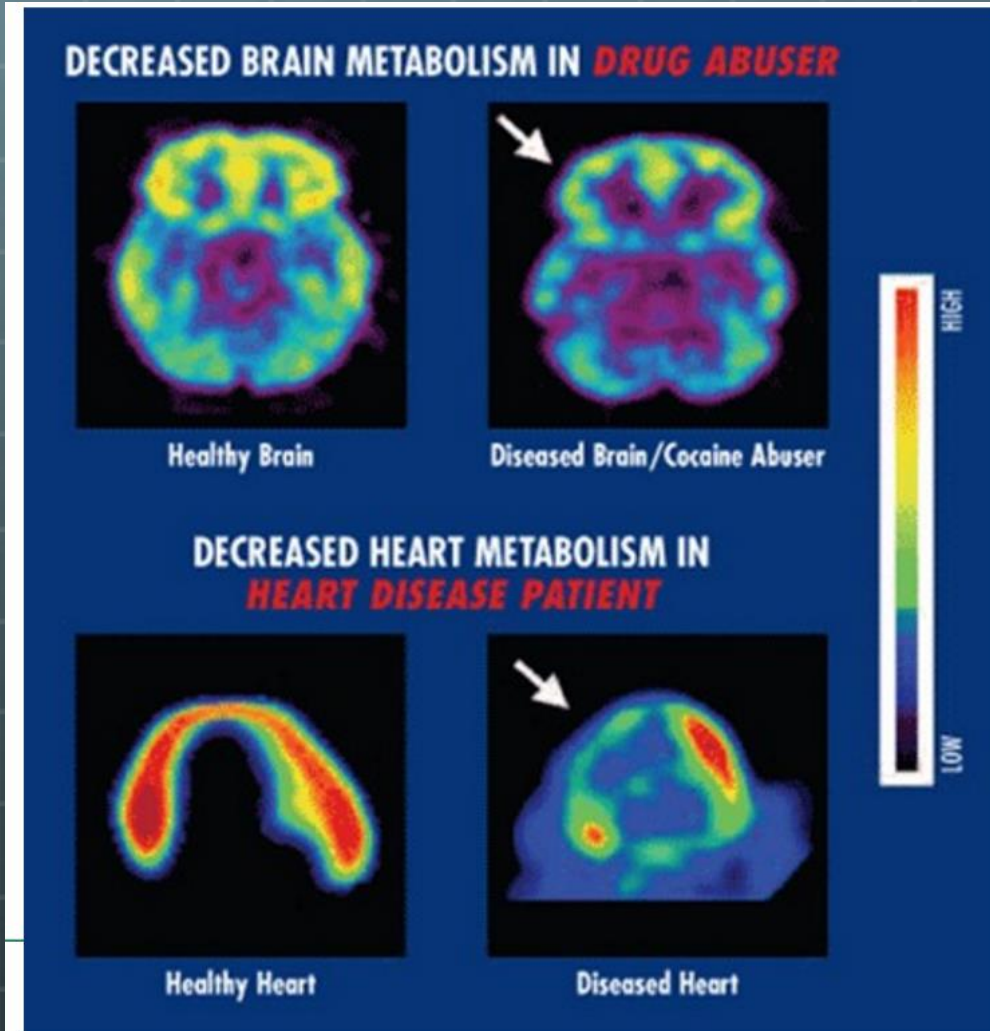 DECREASED BRAIN METABOLISM IN DRUG ABUSER
Healthy Brain
Diseased Brain/Cocaine Abuser
DECREASED HEART METABOLISM IN
HEART DISEASE PATIENT
Healthy Heart
Diseased Heart
HIGH
LOW